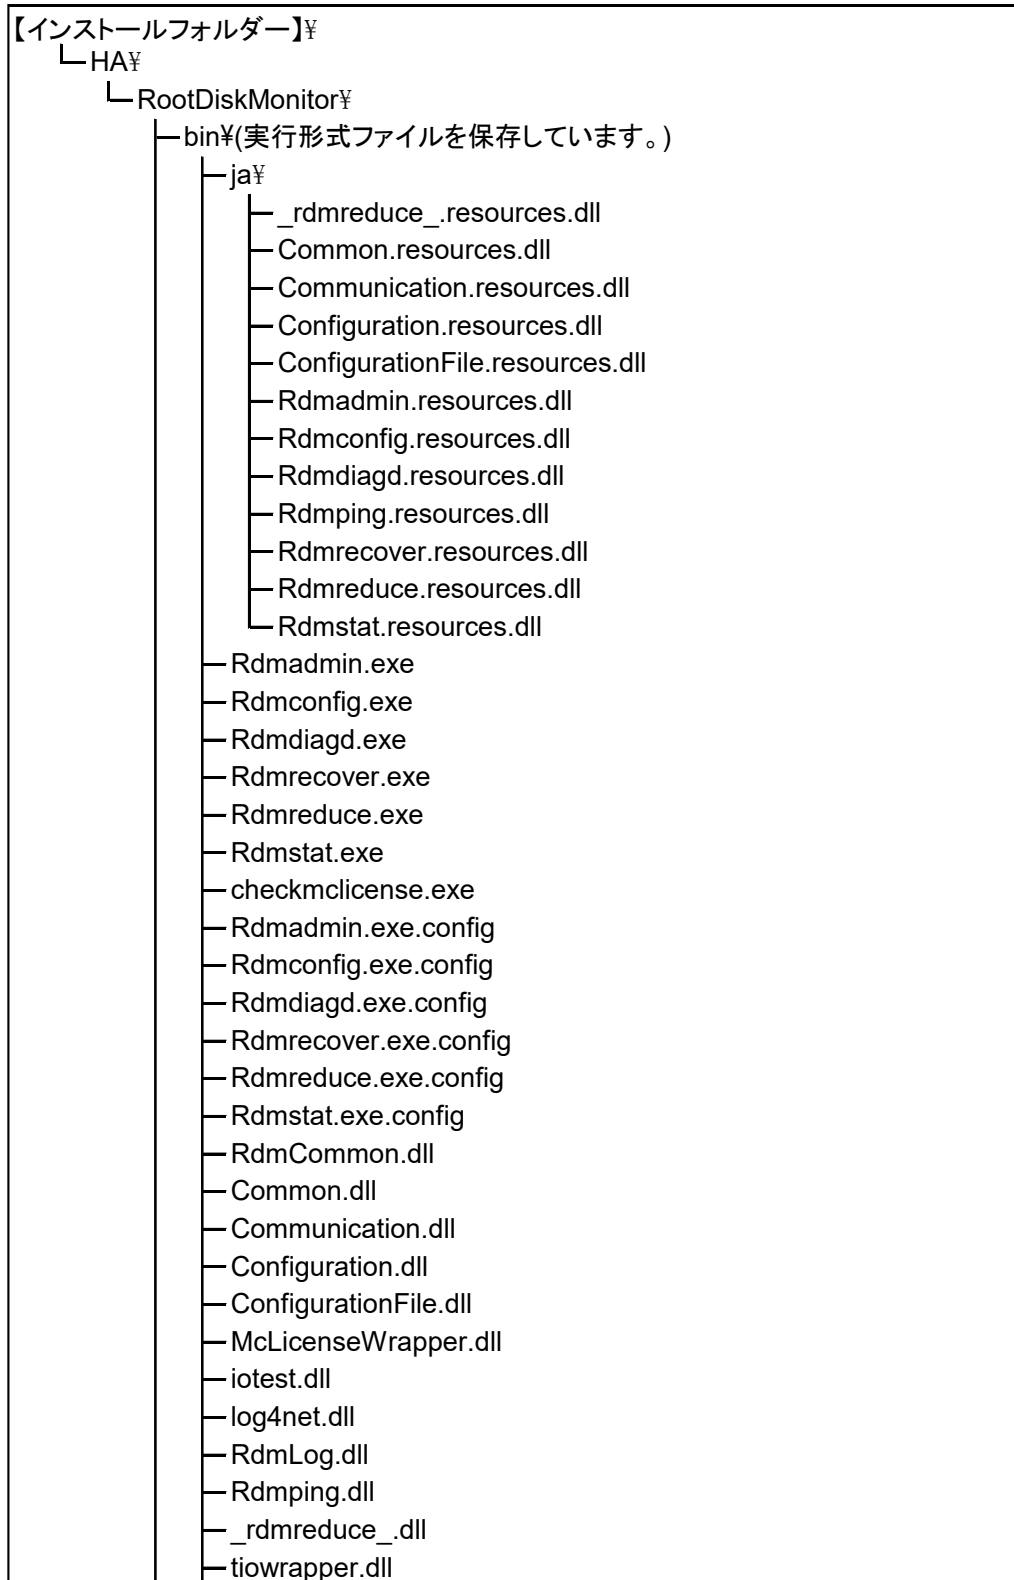 【インストールフォルダー】¥
HA¥
RootDiskMonitor¥
bin¥(実行形式ファイルを保存しています。)
ja¥
_rdmreduce_.resources.dll
Common.resources.dll
Communication.resources.dll
Configuration.resources.dll
ConfigurationFile.resources.dll
Rdmadmin.resources.dll
Rdmconfig.resources.dll
Rdmdiagd.resources.dll
Rdmping.resources.dll
Rdmrecover.resources.dll
Rdmreduce.resources.dll
Rdmstat.resources.dll
Rdmadmin.exe
Rdmconfig.exe
Rdmdiagd.exe
Rdmrecover.exe
Rdmreduce.exe
Rdmstat.exe
checkmclicense.exe
Rdmadmin.exe.config
Rdmconfig.exe.config
Rdmdiagd.exe.config
Rdmrecover.exe.config
Rdmreduce.exe.config
Rdmstat.exe.config
RdmCommon.dll
Common.dll
Communication.dll
Configuration.dll
ConfigurationFile.dll
McLicenseWrapper.dll
iotest.dll
log4net.dll
RdmLog.dll
Rdmping.dll
_rdmreduce_.dll
tiowrapper.dll